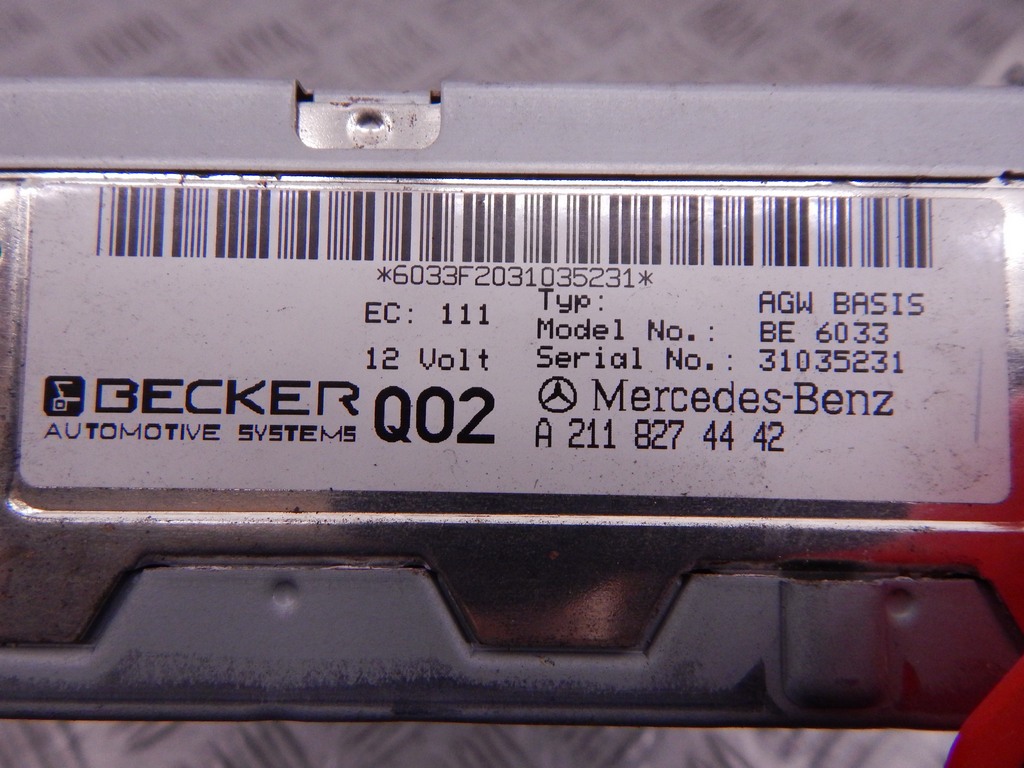 *6033F2031035231*
EC: 111
12 Volt
Typ: AGW BASIS
Model No.: BE 6033
Serial No.: 31035231
BECKER
AUTOMOTIVE SYSTEMS
Q02
Mercedes-Benz
A 211 827 44 42